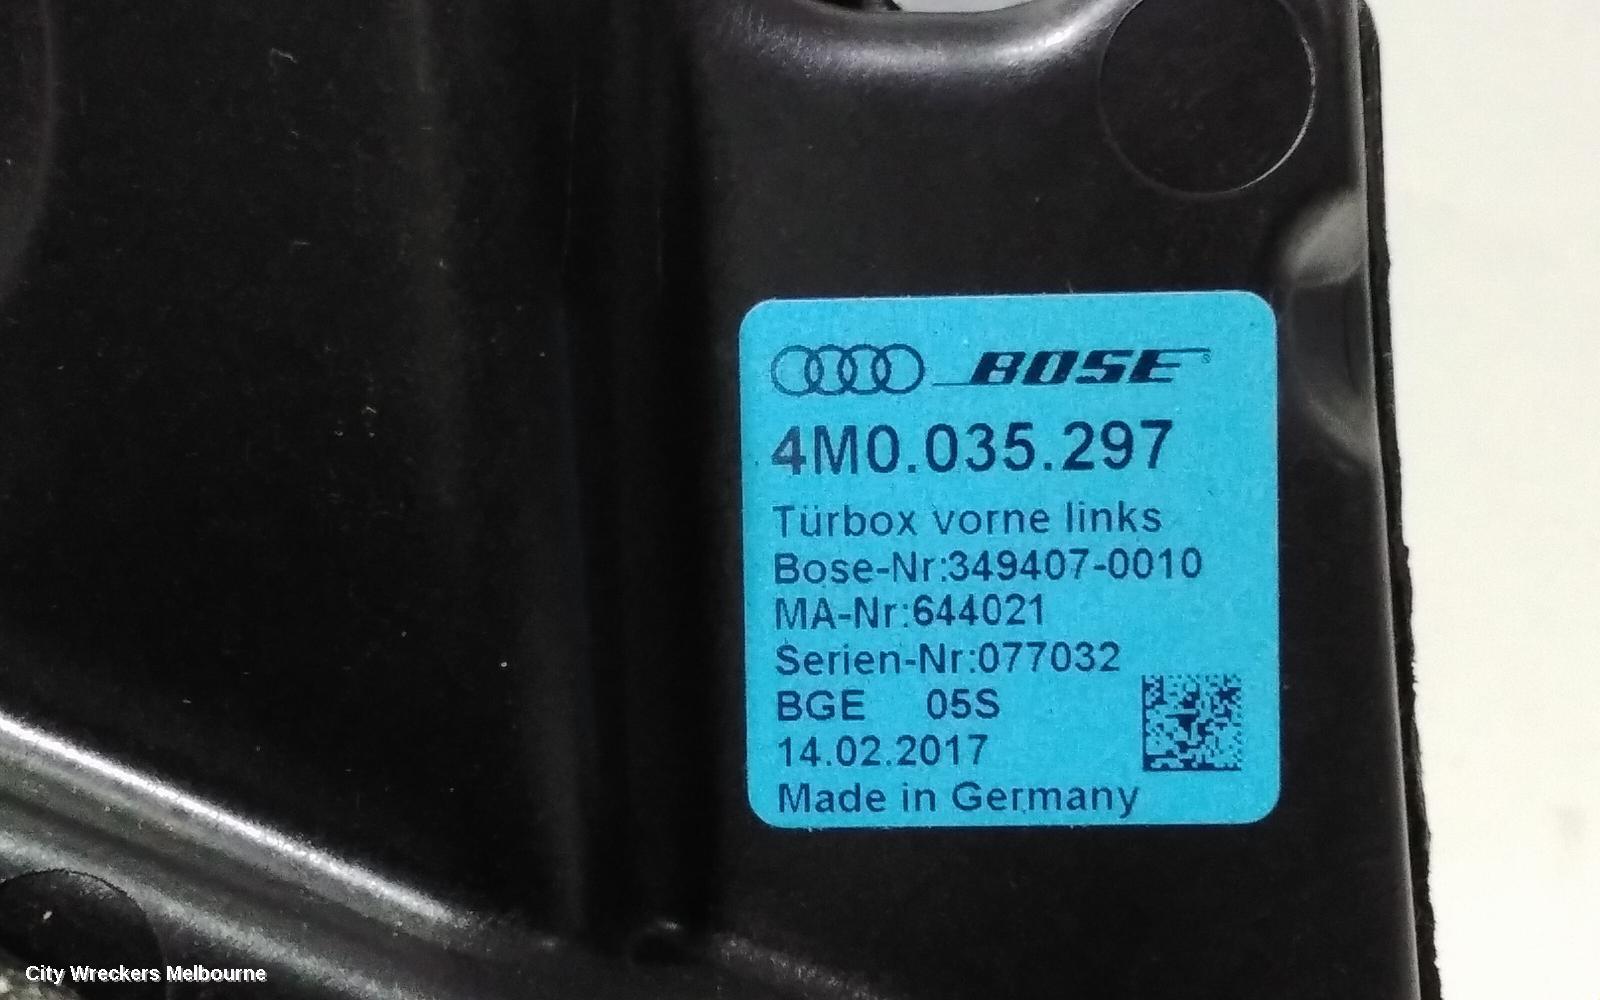 BOSE
4M0.035.297
Türbox vorne links
Bose-Nr:349407-0010
MA-Nr:644021
Serien-Nr:077032
BGE 05S
14.02.2017
Made in Germany
City Wreckers Melbourne